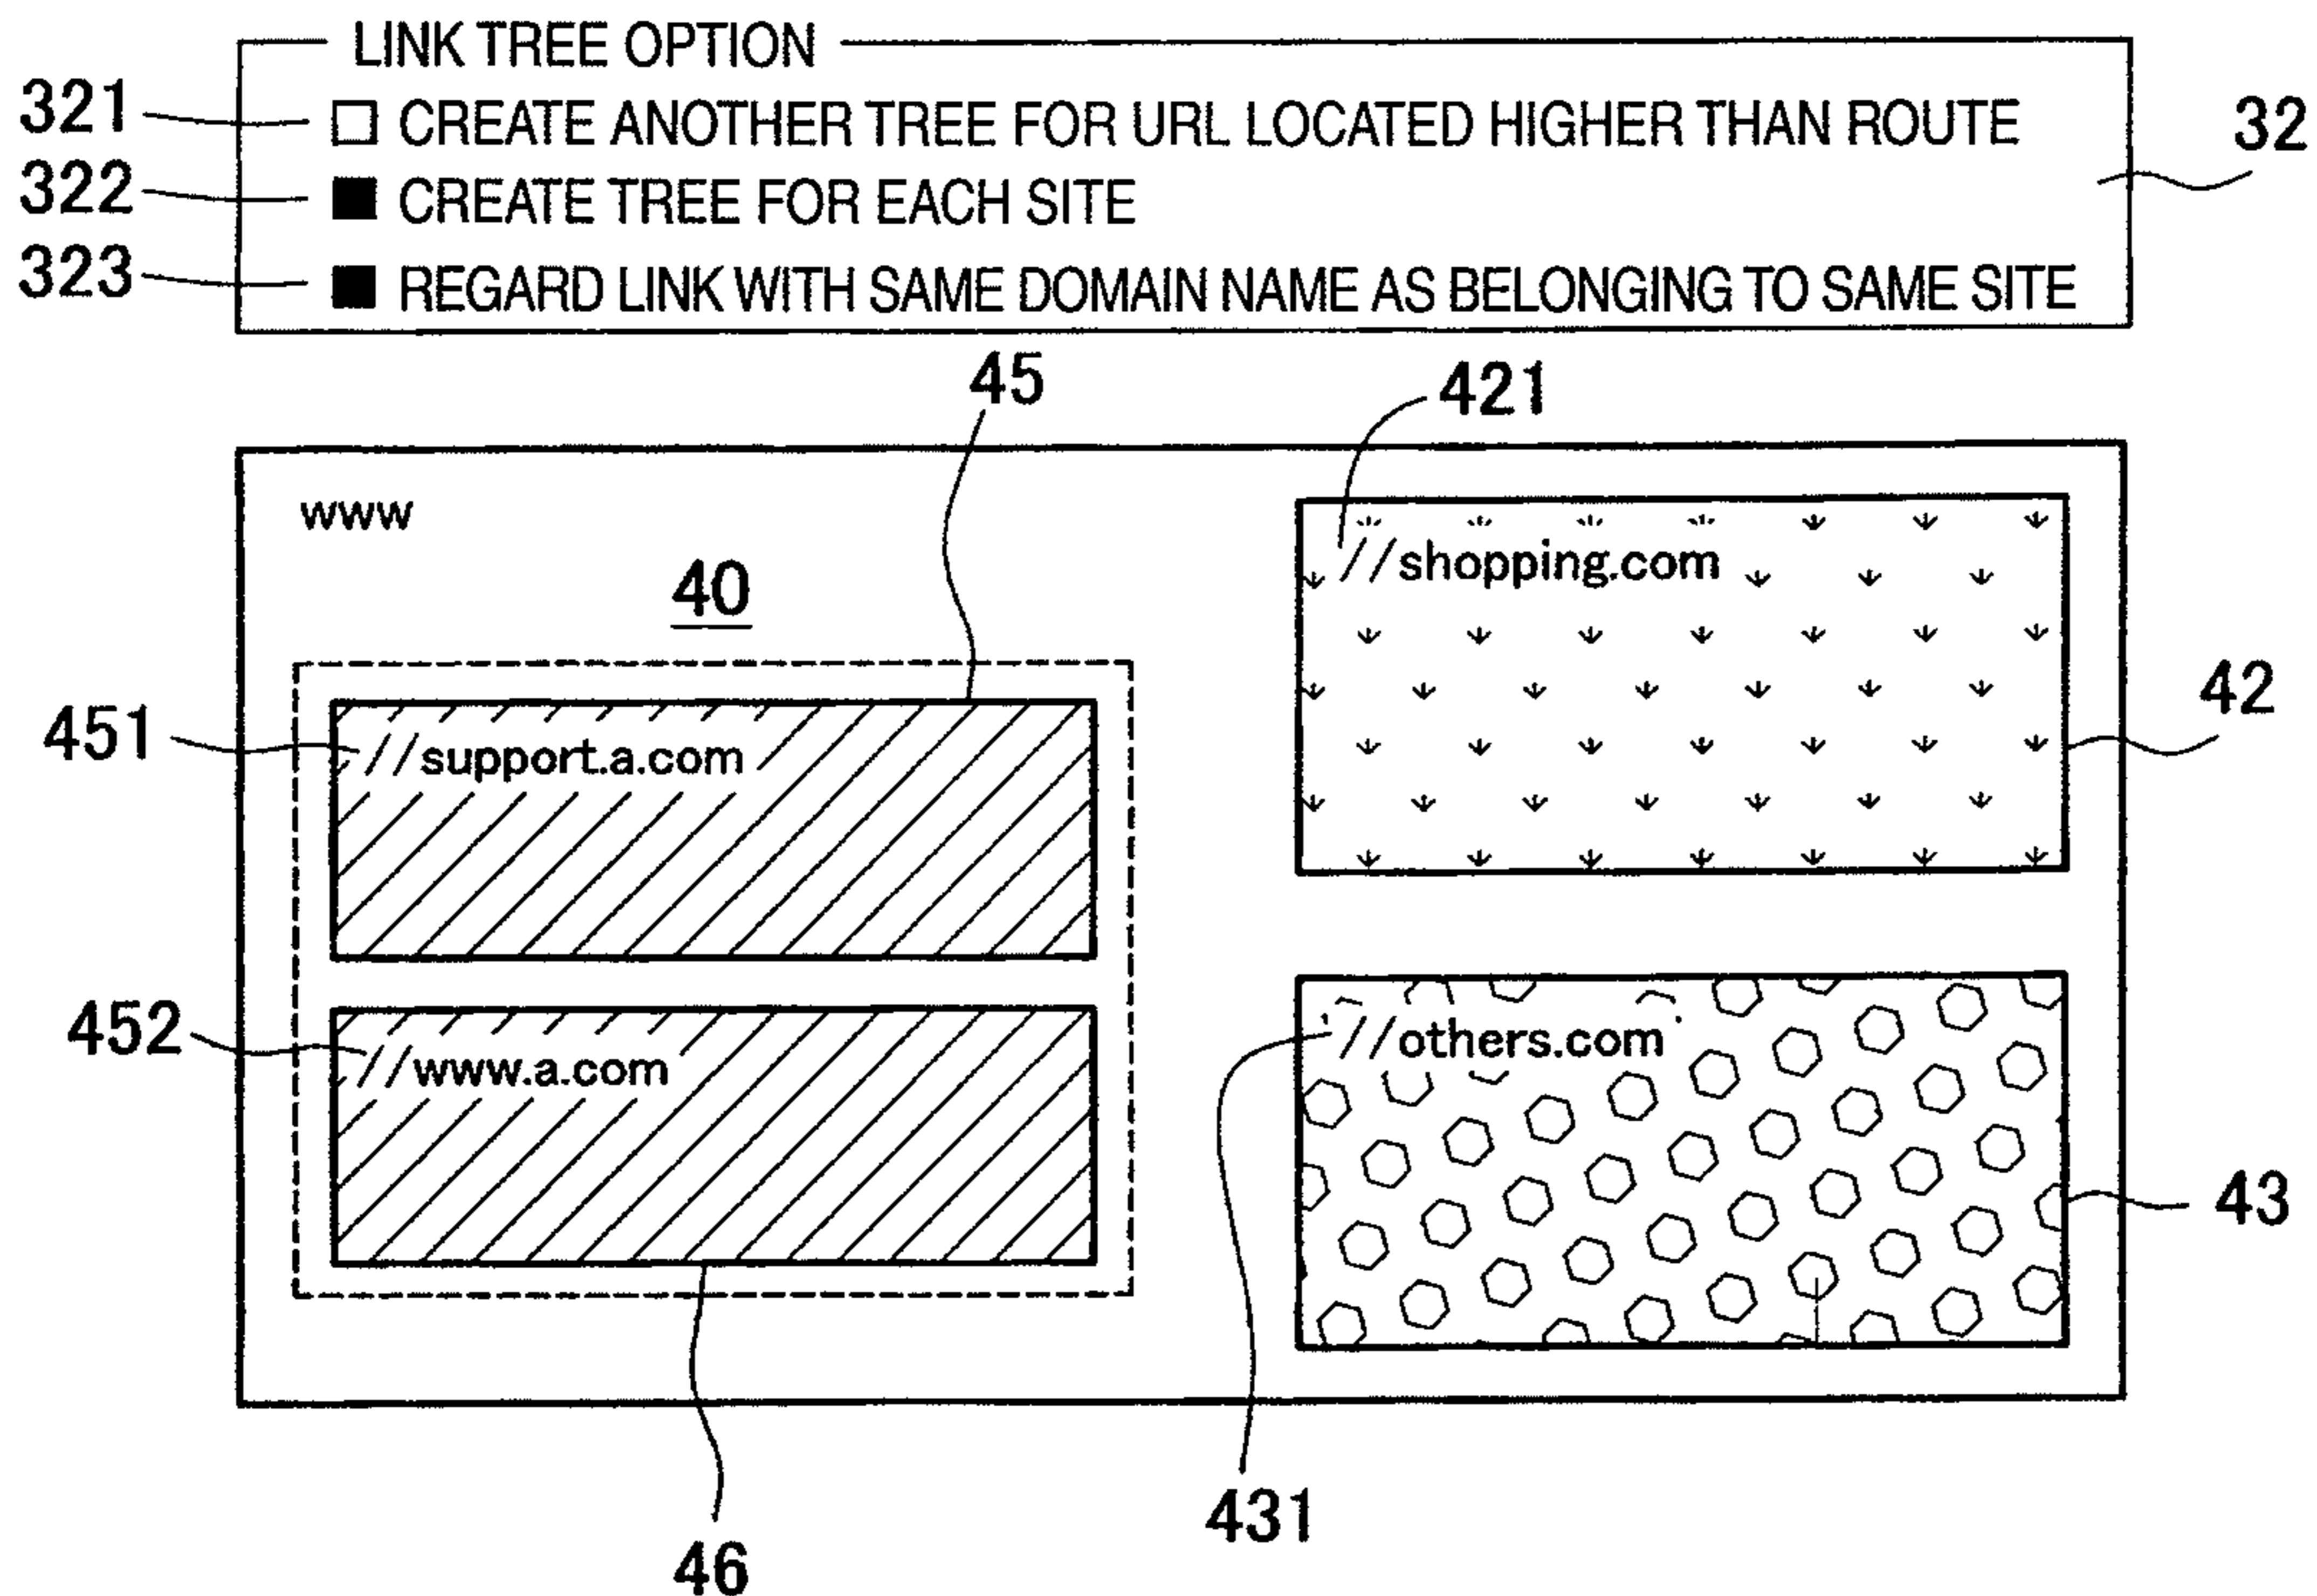 LINK TREE OPTION
321 CREATE ANOTHER TREE FOR URL LOCATED HIGHER THAN ROUTE 32
322 CREATE TREE FOR EACH SITE
323 REGARD LINK WITH SAME DOMAIN NAME AS BELONGING TO SAME SITE
45
421
www
40
//shopping.com
42
451
//support.a.com
452
//www.a.com
//others.com
43
431
46